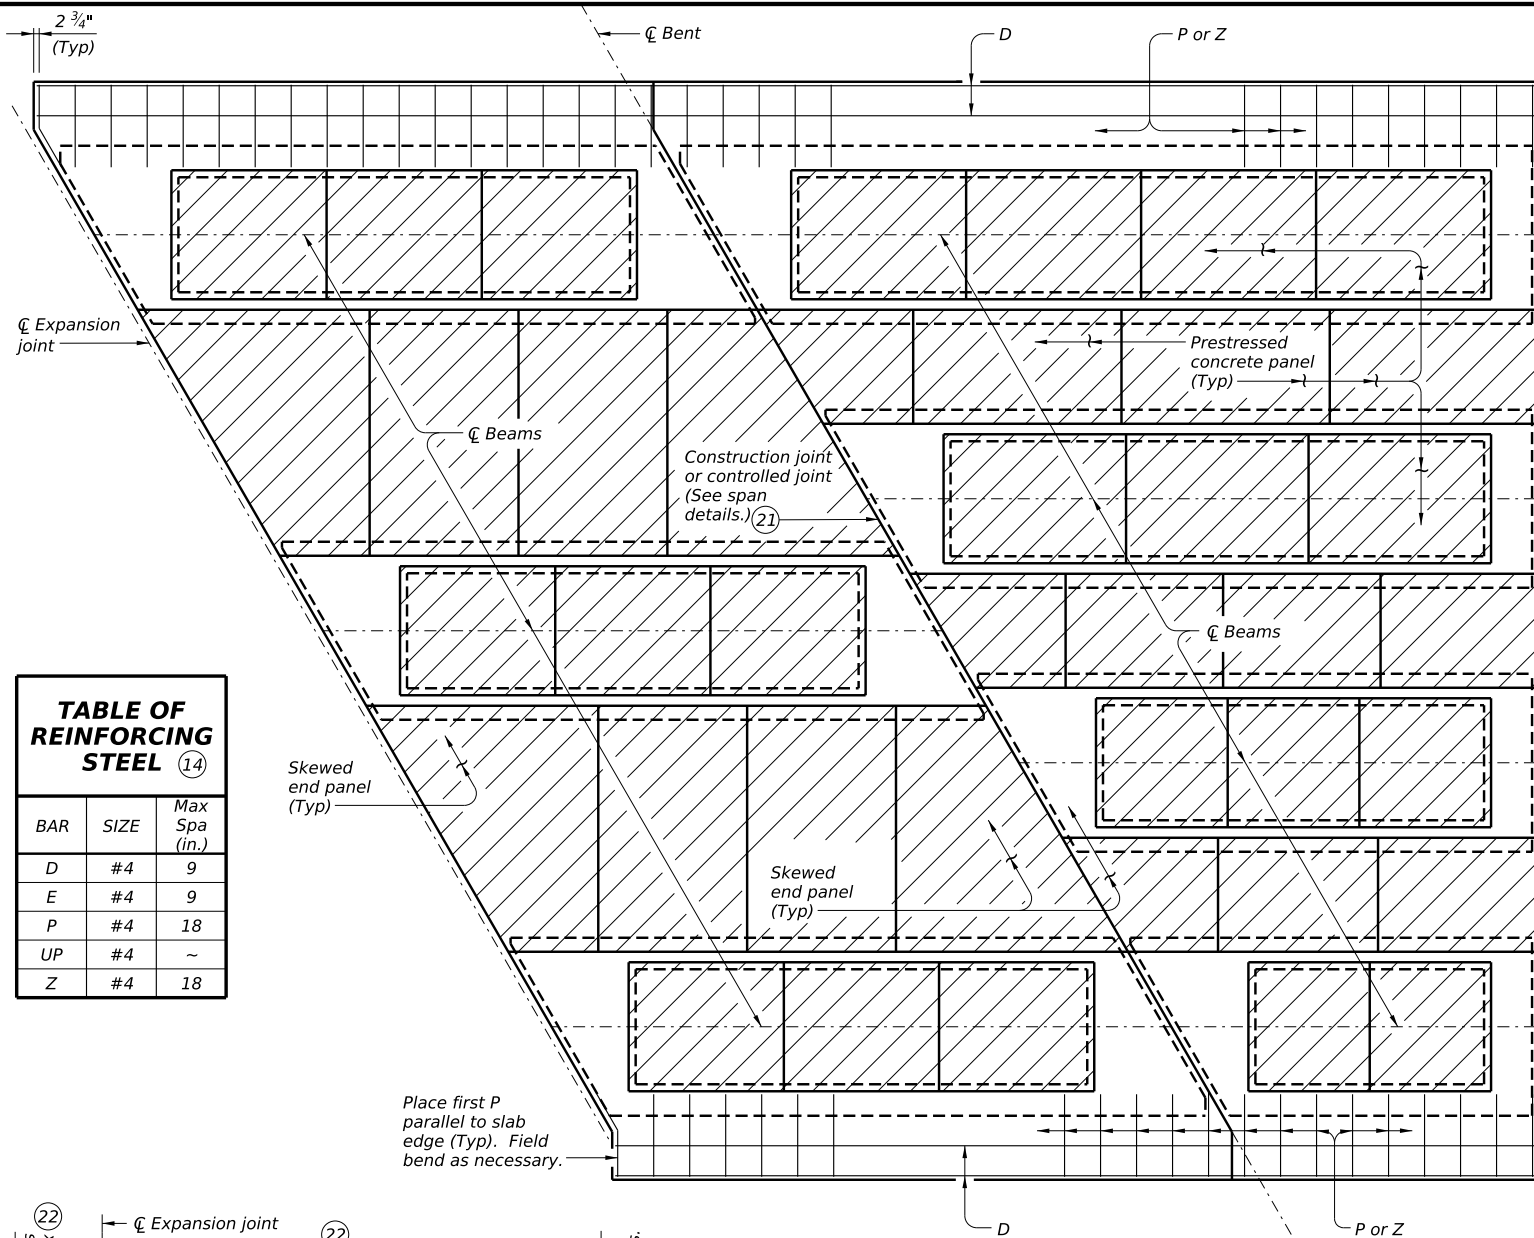 2 ¾"
(Typ)
℄ Bent
D
P or Z
℄ Expansion
joint
℄ Beams
Construction joint
or controlled joint
(See span
details.) 21
Prestressed
concrete panel
(Typ)
℄ Beams
TABLE OF
REINFORCING
STEEL 14
BAR SIZE Max Spa (in.)
D #4 9
E #4 9
P #4 18
UP #4 ~
Z #4 18
Skewed
end panel
(Typ)
Skewed
end panel
(Typ)
Place first P
parallel to slab
edge (Typ).  Field
bend as necessary.
D
P or Z
22
℄ Expansion joint
22